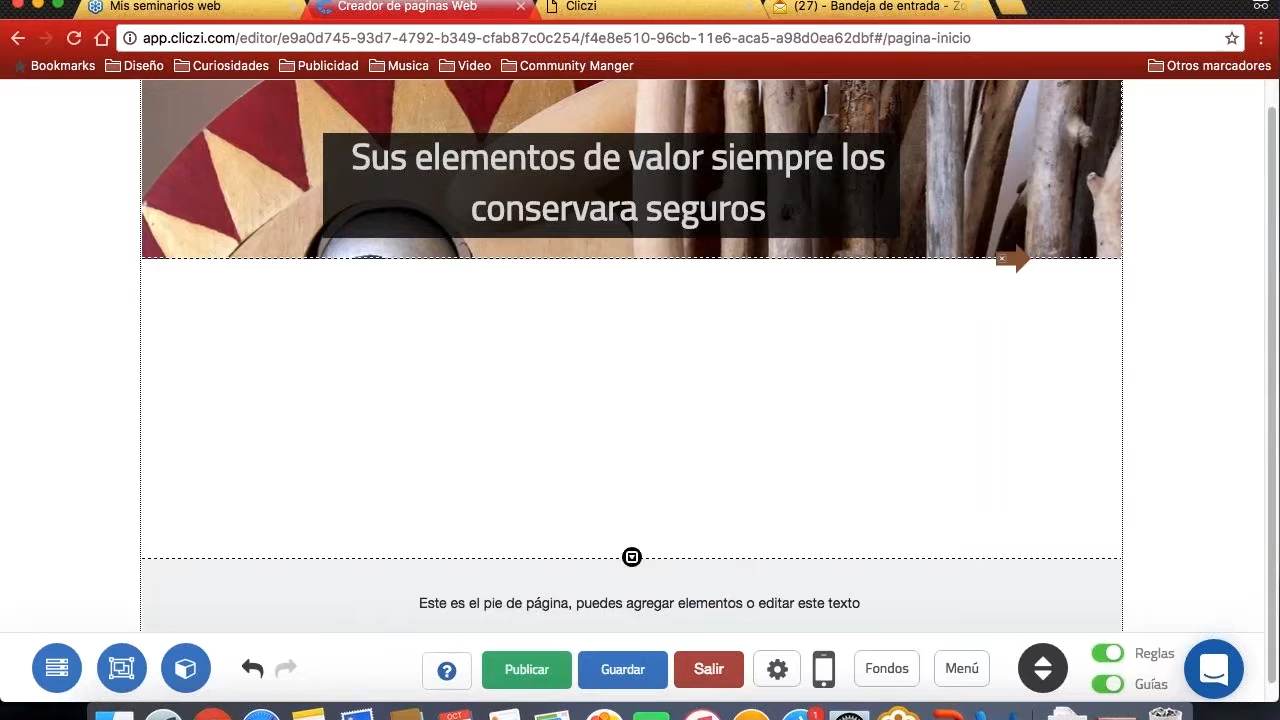 Mis seminarios web
Creador de paginas Web
Cliczi
(27) - Bandeja de entrada - Zo
app.cliczi.com/editor/e9a0d745-93d7-4792-b349-cfab87c0c254/f4e8e510-96cb-11e6-aca5-a98d0ea62dbf#/pagina-inicio
Bookmarks Diseño Curiosidades Publicidad Musica Video Community Manger Otros marcadores
Sus elementos de valor siempre los
conservara seguros
Este es el pie de página, puedes agregar elementos o editar este texto
? Publicar Guardar Salir Fondos Menú
Reglas
Guías
OCT
1